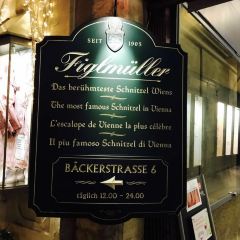 SEIT 1905
Figlmüller
Das berühmteste Schnitzel Wiens
The most famous Schnitzel in Vienna
L'escalope de Vienne la plus célèbre
Il piu famoso Schnitzel di Vienna
BÄCKERSTRASSE 6
täglich 12.00 - 24.00